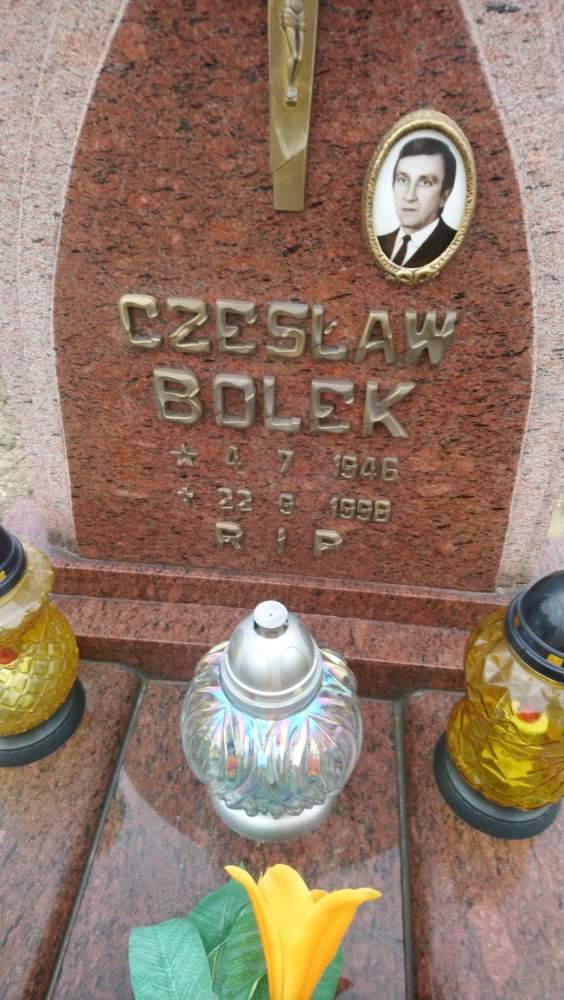 CZESŁAW
BOLEK
☆ 4 7 1946
✝ 22 9 1998
R I P